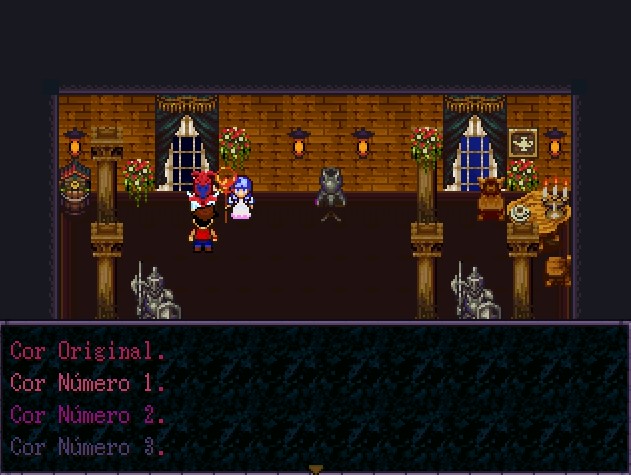 Cor Original.
Cor Número 1.
Cor Número 2.
Cor Número 3.